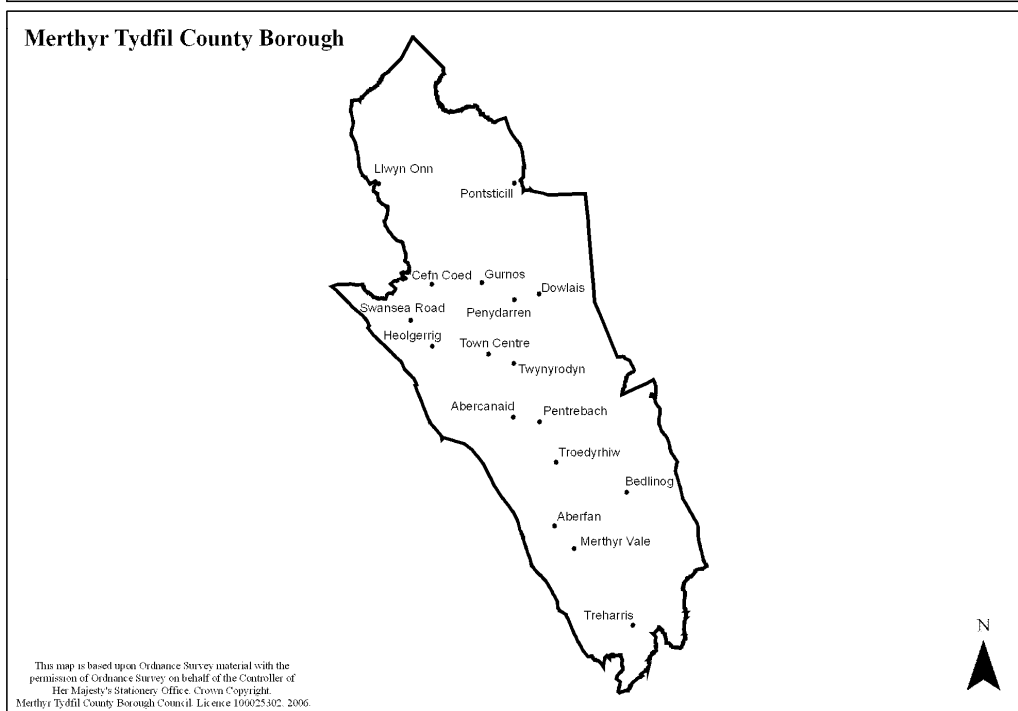 Merthyr Tydfil County Borough
Llwyn Onn
Pontsticill
Cefn Coed
Gurnos
Dowlais
Swansea Road
Penydarren
Heolgerrig
Town Centre
Twynyrodyn
Abercanaid
Pentrebach
Troedyrhiw
Bedlinog
Aberfan
Merthyr Vale
Treharris
N
This map is based upon Ordnance Survey material with the
permission of Ordnance Survey on behalf of the Controller of
Her Majesty's Stationery Office. Crown Copyright.
Merthyr Tydfil County Borough Council. Licence 100025302. 2006.